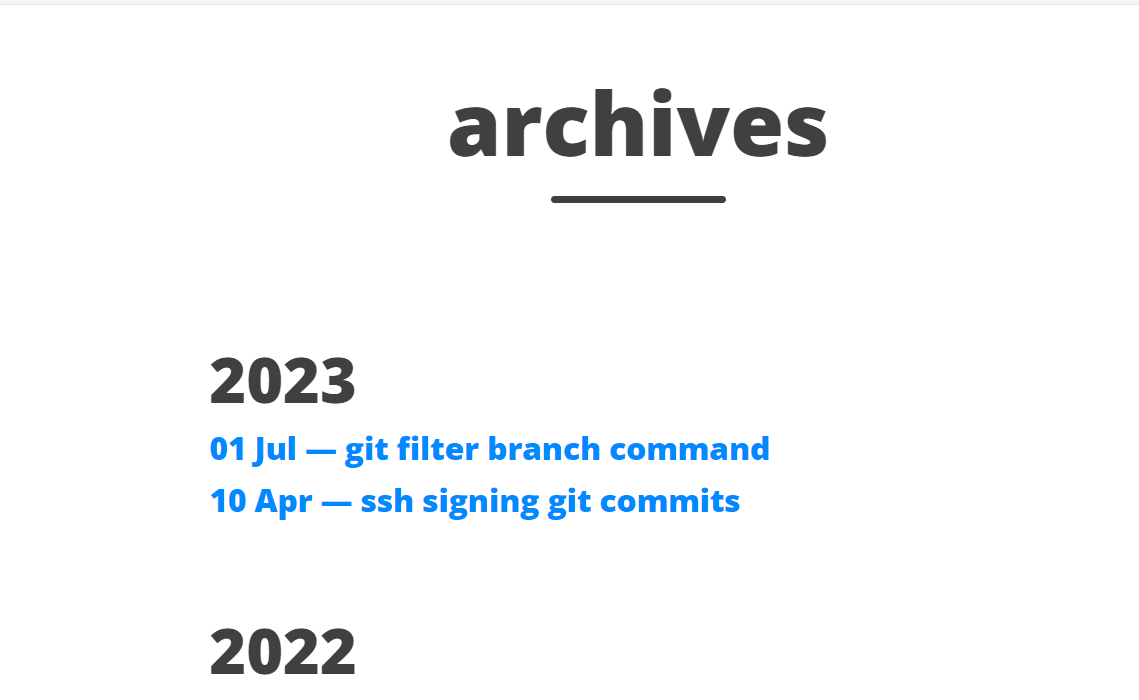 archives
2023
01 Jul — git filter branch command
10 Apr — ssh signing git commits
2022